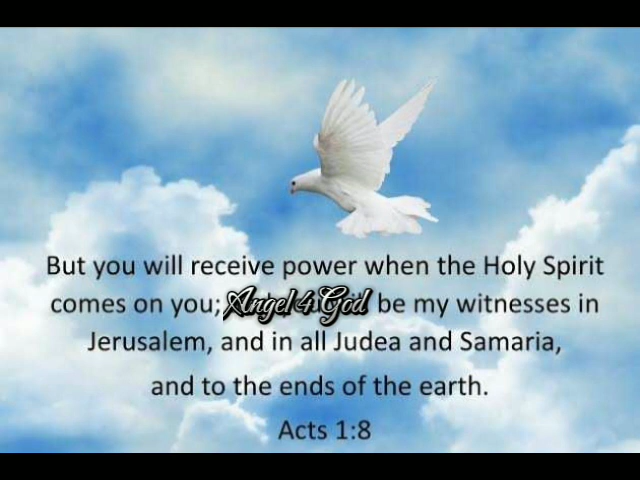 But you will receive power when the Holy Spirit
comes on you; Angel 4 God be my witnesses in
Jerusalem, and in all Judea and Samaria,
and to the ends of the earth.
Acts 1:8